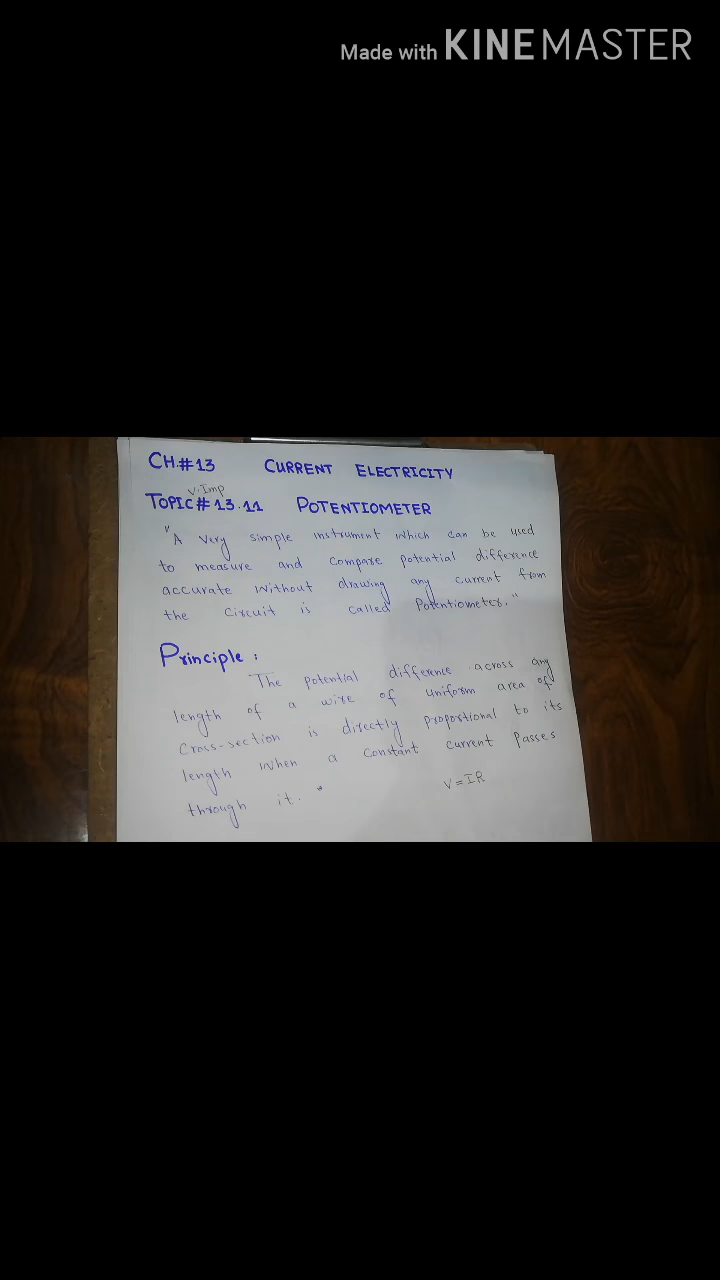 Made with KINEMASTER
CH.#13 CURRENT ELECTRICITY
V.Imp
TOPIC# 13.11 POTENTIOMETER
"A Very simple instrument which can be used
to measure and compare potential difference
accurate without drawing any current from
the circuit is called Potentiometer."
Principle:
The potential difference across any
length of a wire of uniform area of
cross-section is directly propostional to its
length when a constant current Passes
through it."
V=IR